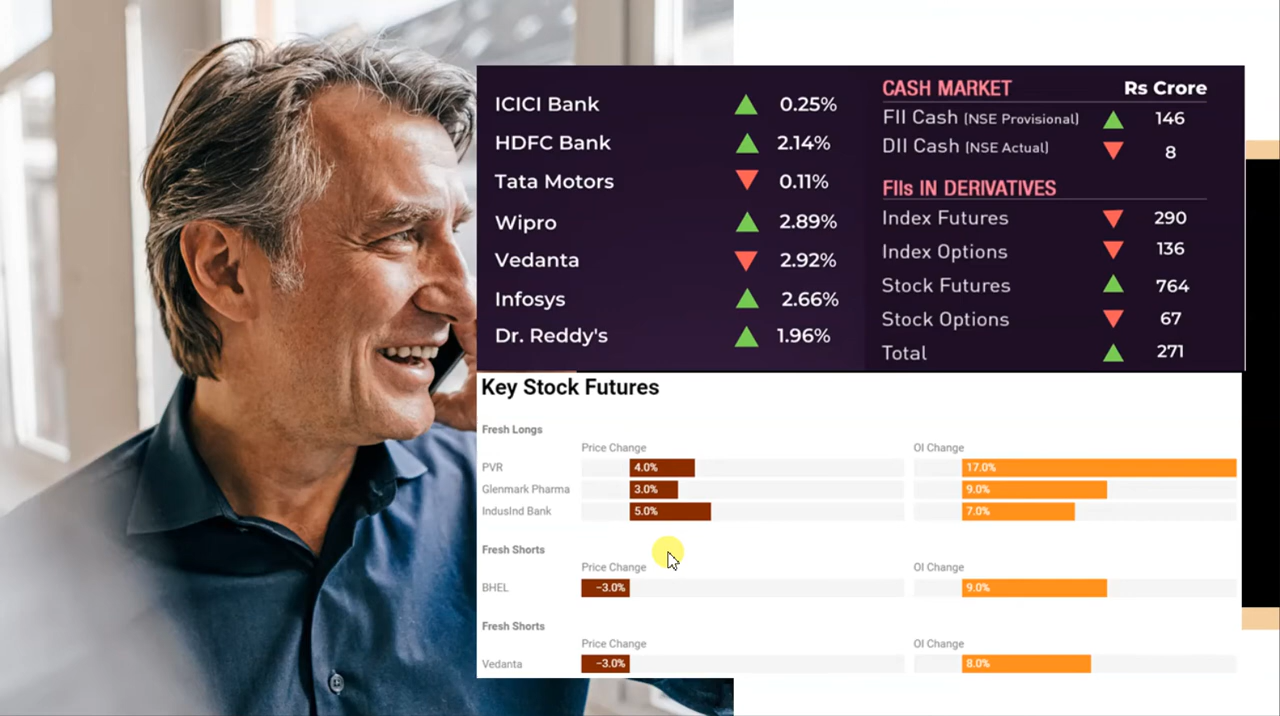 ICICI Bank 0.25%
HDFC Bank 2.14%
Tata Motors 0.11%
Wipro 2.89%
Vedanta 2.92%
Infosys 2.66%
Dr. Reddy's 1.96%
CASH MARKET Rs Crore
FII Cash (NSE Provisional) 146
DII Cash (NSE Actual) 8
FIIs IN DERIVATIVES
Index Futures 290
Index Options 136
Stock Futures 764
Stock Options 67
Total 271
Key Stock Futures
Fresh Longs
Price Change OI Change
PVR 4.0% 17.0%
Glenmark Pharma 3.0% 9.0%
IndusInd Bank 5.0% 7.0%
Fresh Shorts
Price Change OI Change
BHEL −3.0% 9.0%
Fresh Shorts
Price Change OI Change
Vedanta −3.0% 8.0%